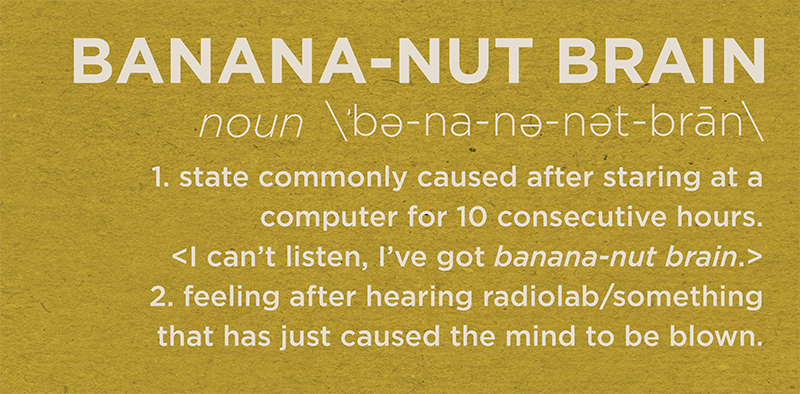 BANANA-NUT BRAIN
noun \ˈbə-na-nə-nət-brān\
1. state commonly caused after staring at a
computer for 10 consecutive hours.
<I can’t listen, I’ve got banana-nut brain.>
2. feeling after hearing radiolab/something
that has just caused the mind to be blown.